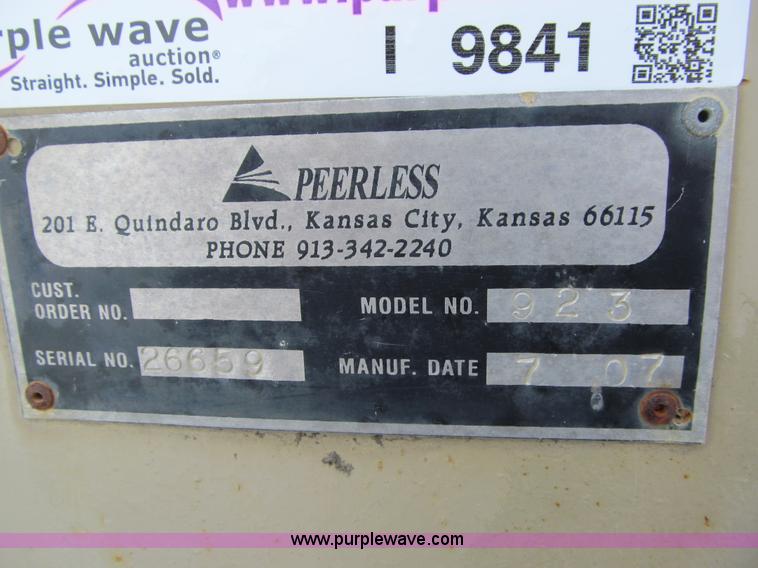 wave
auction®
Straight. Simple. Sold.
I 9841
PEERLESS
201 E. Quindaro Blvd., Kansas City, Kansas 66115
PHONE 913-342-2240
CUST.
ORDER NO.
MODEL NO. 923
SERIAL NO. 26659
MANUF. DATE 7 07
www.purplewave.com